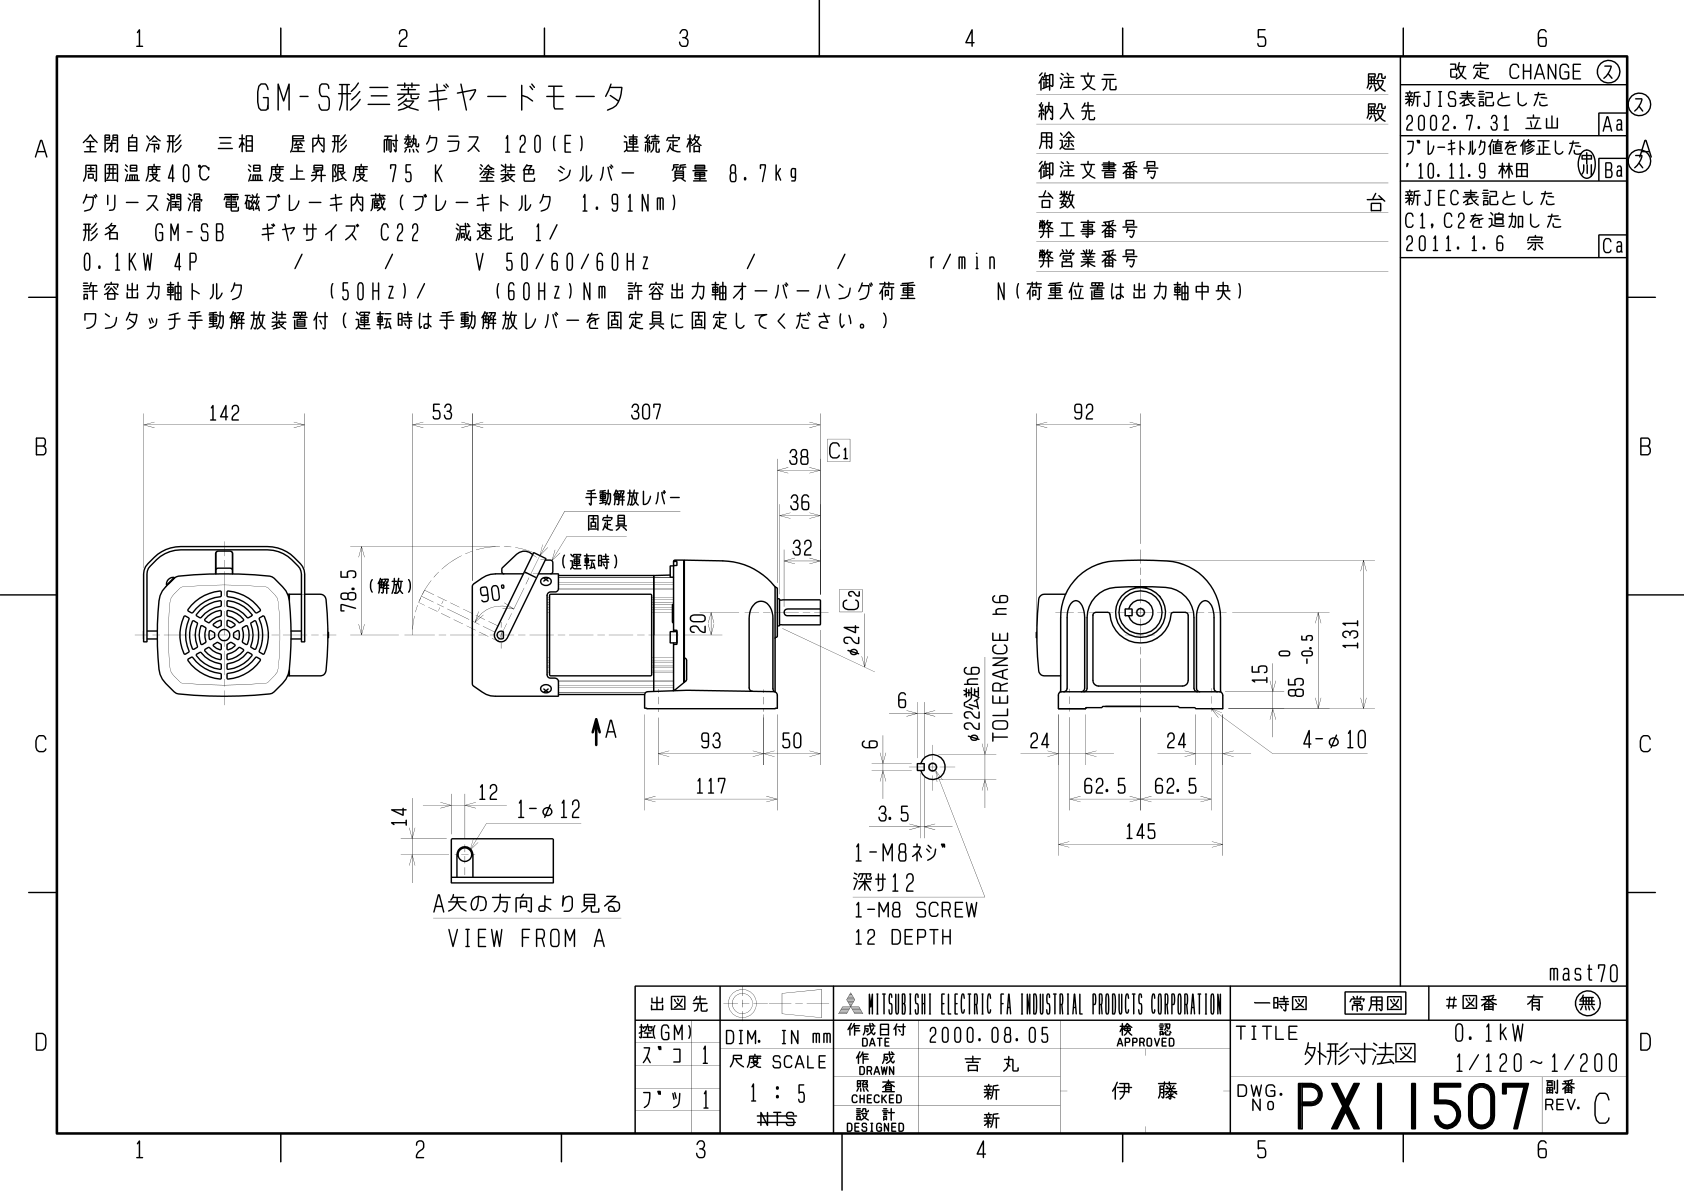 1 2 3 4 5 6
GM-S形三菱ギヤードモータ
全閉自冷形 三相 屋内形 耐熱クラス 120(E) 連続定格
周囲温度40℃ 温度上昇限度 75 K 塗装色 シルバー 質量 8.7kg
グリース潤滑 電磁ブレーキ内蔵(ブレーキトルク 1.91Nm)
形名 GM-SB ギヤサイズ C22 減速比 1/
0.1KW 4P / / V 50/60/60Hz / / r/min
許容出力軸トルク (50Hz)/ (60Hz)Nm 許容出力軸オーバーハング荷重 N(荷重位置は出力軸中央)
ワンタッチ手動解放装置付(運転時は手動解放レバーを固定具に固定してください。)
御注文元 殿
納入先 殿
用途
御注文書番号
台数 台
弊工事番号
弊営業番号
改定 CHANGE ス
新JIS表記とした
2002.7.31 立山 Aa
ス
ブレーキトルク値を修正した
'10.11.9 林田 中川 Ba
ス
新JEC表記とした
C1,C2を追加した
2011.1.6 宗 Ca
A A
B B
C C
D D
142
53
307
38
C1
36
32
手動解放レバー
固定具
(運転時)
(解放)
78.5
90°
20
C2
φ24
A
93
50
117
12
14
1-φ12
A矢の方向より見る
VIEW FROM A
6
6
3.5
φ22公差h6
TOLERANCE h6
1-M8ネジ
深サ12
1-M8 SCREW
12 DEPTH
92
131
15
85 0 -0.5
24
24
4-φ10
62.5
62.5
145
mast70
出図先
控(GM)
ズコ 1
ブツ 1
DIM. IN mm
尺度 SCALE
1 : 5
NTS
MITSUBISHI ELECTRIC FA INDUSTRIAL PRODUCTS CORPORATION
作成日付 DATE 2000.08.05
作成 DRAWN 吉丸
照査 CHECKED 新
設計 DESIGNED 新
検認 APPROVED
伊藤
一時図 常用図 #図番 有 無
TITLE 0.1kW
外形寸法図 1/120~1/200
DWG. No PX11507
副番 REV. C
1 2 3 4 5 6